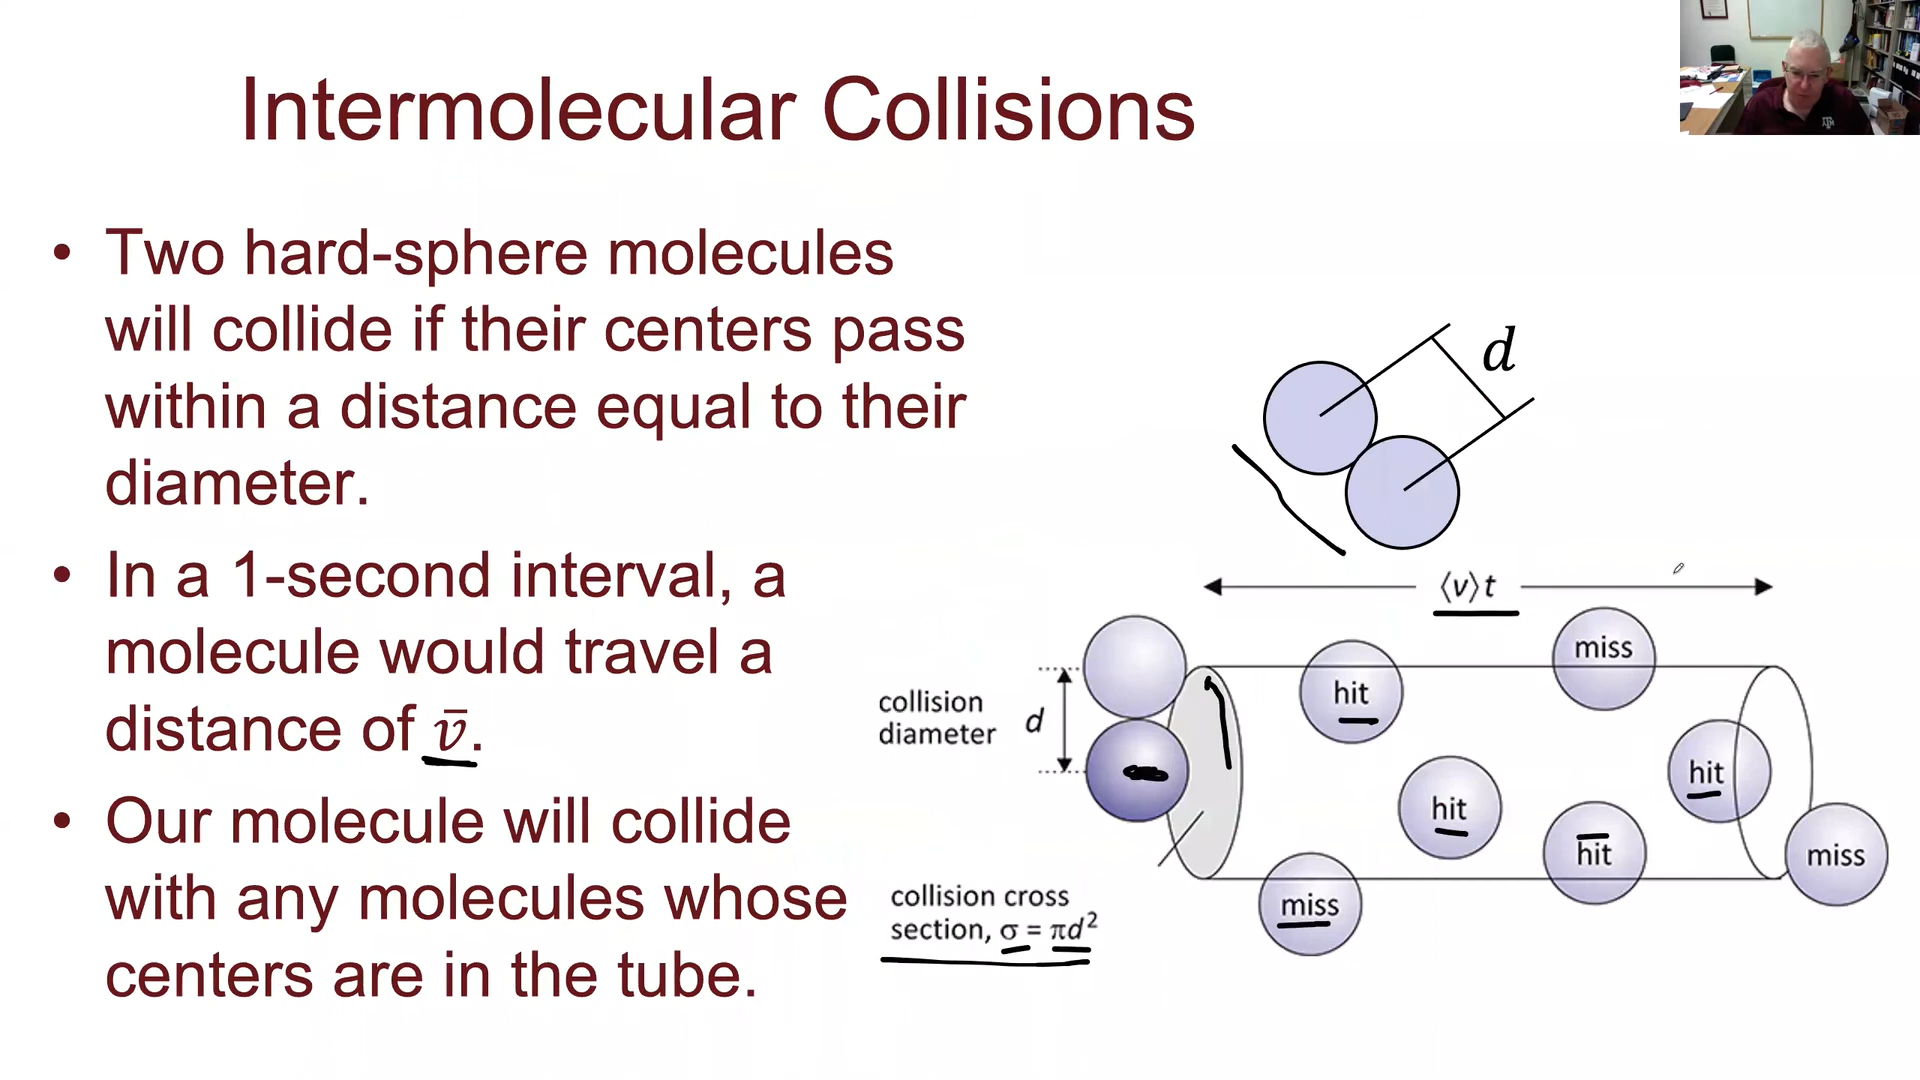 Intermolecular Collisions
• Two hard-sphere molecules
will collide if their centers pass
within a distance equal to their
diameter.
• In a 1-second interval, a
molecule would travel a
distance of v̄.
• Our molecule will collide
with any molecules whose
centers are in the tube.
d
⟨v⟩t
miss
hit
collision
diameter
d
hit
hit
hit
miss
miss
collision cross
section, σ = πd²